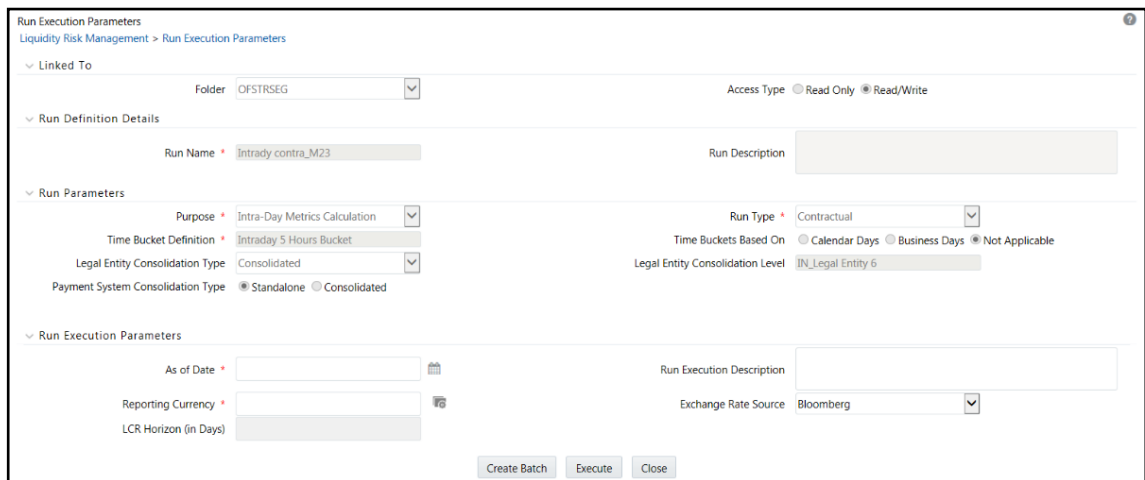 Run Execution Parameters
Liquidity Risk Management > Run Execution Parameters
Linked To
Folder OFSTRSEG Access Type Read Only Read/Write
Run Definition Details
Run Name * Intrady contra_M23 Run Description
Run Parameters
Purpose * Intra-Day Metrics Calculation Run Type * Contractual
Time Bucket Definition * Intraday 5 Hours Bucket Time Buckets Based On Calendar Days Business Days Not Applicable
Legal Entity Consolidation Type Consolidated Legal Entity Consolidation Level IN_Legal Entity 6
Payment System Consolidation Type Standalone Consolidated
Run Execution Parameters
As of Date * Run Execution Description
Reporting Currency * Exchange Rate Source Bloomberg
LCR Horizon (in Days)
Create Batch Execute Close